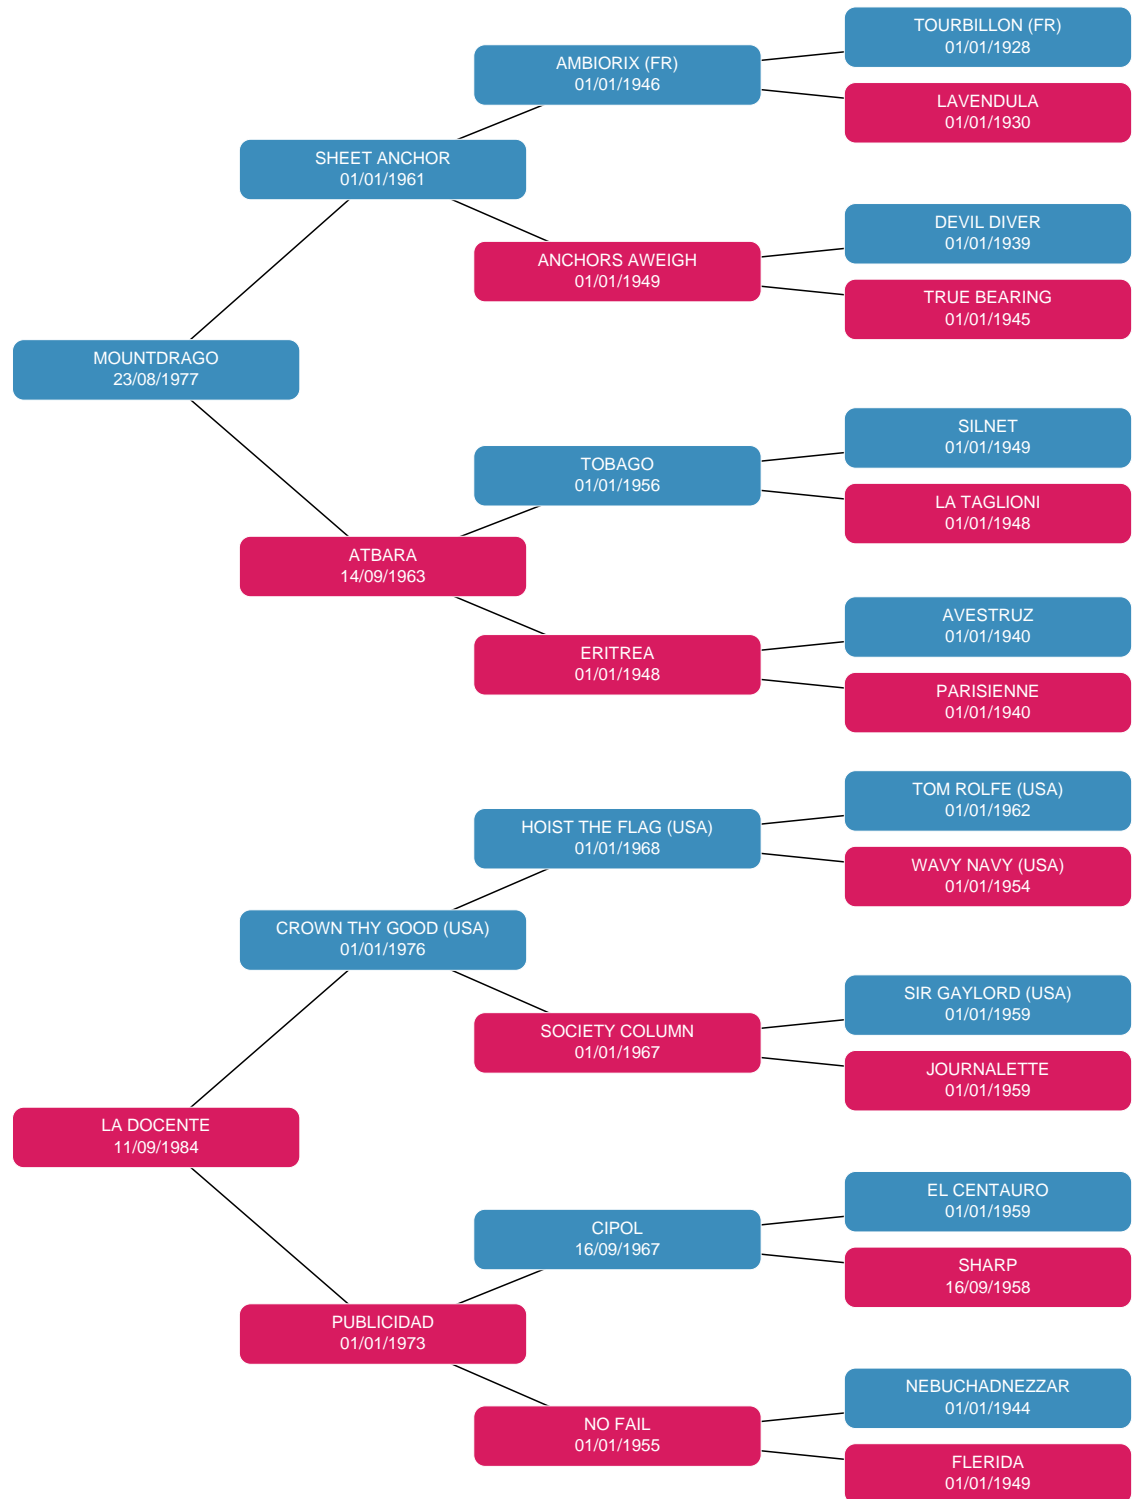 TOURBILLON (FR)
01/01/1928
AMBIORIX (FR)
01/01/1946
LAVENDULA
01/01/1930
SHEET ANCHOR
01/01/1961
DEVIL DIVER
01/01/1939
ANCHORS AWEIGH
01/01/1949
TRUE BEARING
01/01/1945
MOUNTDRAGO
23/08/1977
SILNET
01/01/1949
TOBAGO
01/01/1956
LA TAGLIONI
01/01/1948
ATBARA
14/09/1963
AVESTRUZ
01/01/1940
ERITREA
01/01/1948
PARISIENNE
01/01/1940
TOM ROLFE (USA)
01/01/1962
HOIST THE FLAG (USA)
01/01/1968
WAVY NAVY (USA)
01/01/1954
CROWN THY GOOD (USA)
01/01/1976
SIR GAYLORD (USA)
01/01/1959
SOCIETY COLUMN
01/01/1967
JOURNALETTE
01/01/1959
LA DOCENTE
11/09/1984
EL CENTAURO
01/01/1959
CIPOL
16/09/1967
SHARP
16/09/1958
PUBLICIDAD
01/01/1973
NEBUCHADNEZZAR
01/01/1944
NO FAIL
01/01/1955
FLERIDA
01/01/1949